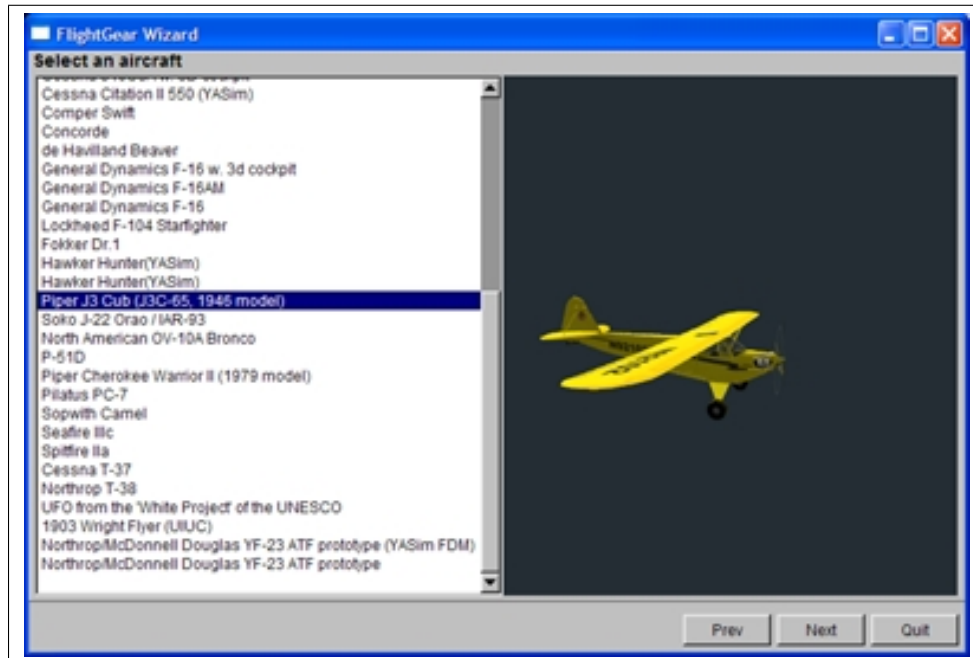 FlightGear Wizard
Select an aircraft
Cessna Citation II 550 (YASim)
Comper Swift
Concorde
de Havilland Beaver
General Dynamics F-16 w. 3d cockpit
General Dynamics F-16AM
General Dynamics F-16
Lockheed F-104 Starfighter
Fokker Dr.1
Hawker Hunter(YASim)
Hawker Hunter(YASim)
Piper J3 Cub (J3C-65, 1946 model)
Soko J-22 Orao / IAR-93
North American OV-10A Bronco
P-51D
Piper Cherokee Warrior II (1979 model)
Pilatus PC-7
Sopwith Camel
Seafire IIIc
Spitfire IIa
Cessna T-37
Northrop T-38
UFO from the 'White Project' of the UNESCO
1903 Wright Flyer (UIUC)
Northrop/McDonnell Douglas YF-23 ATF prototype (YASim FDM)
Northrop/McDonnell Douglas YF-23 ATF prototype
Prev
Next
Quit